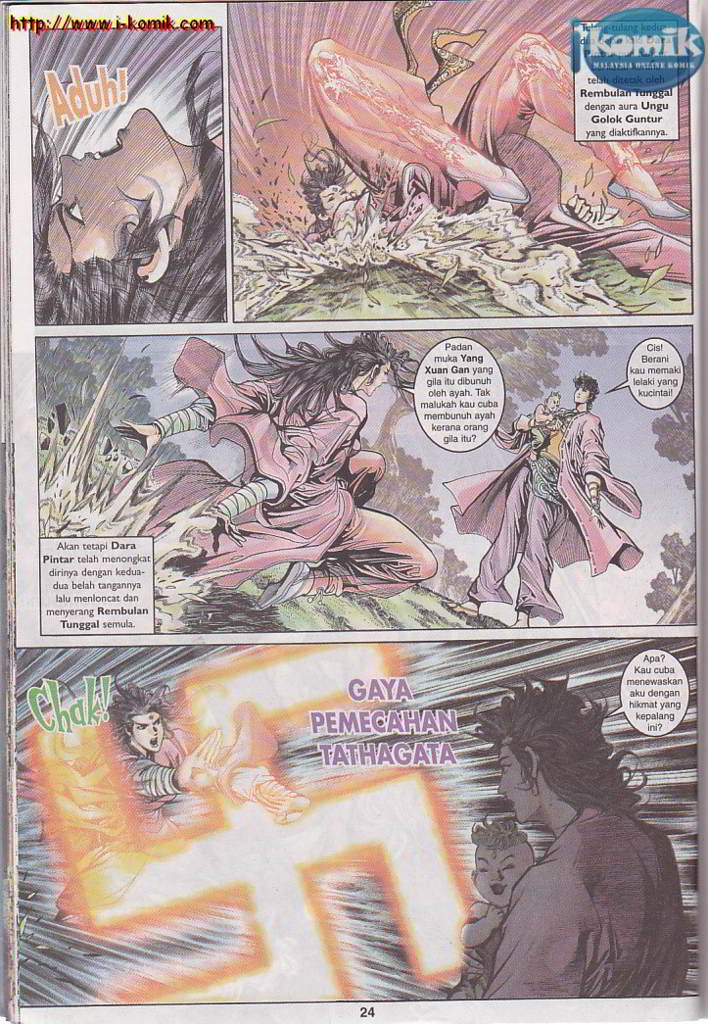 http://www.i-komik.com
komik
MALAYSIA ONLINE KOMIK
Aduh!
telah ditetak oleh
Rembulan Tunggal
dengan aura Ungu
Golok Guntur
yang diaktifkannya.
Padan
muka Yang
Xuan Gan yang
gila itu dibunuh
oleh ayah. Tak
malukah kau cuba
membunuh ayah
kerana orang
gila itu?
Cis!
Berani
kau memaki
lelaki yang
kucintai!
Akan tetapi Dara
Pintar telah menongkat
dirinya dengan kedua-
dua belah tangannya
lalu menloncat dan
menyerang Rembulan
Tunggal semula.
Chak!
GAYA
PEMECAHAN
TATHAGATA
Apa?
Kau cuba
menewaskan
aku dengan
hikmat yang
kepalang
ini?
24